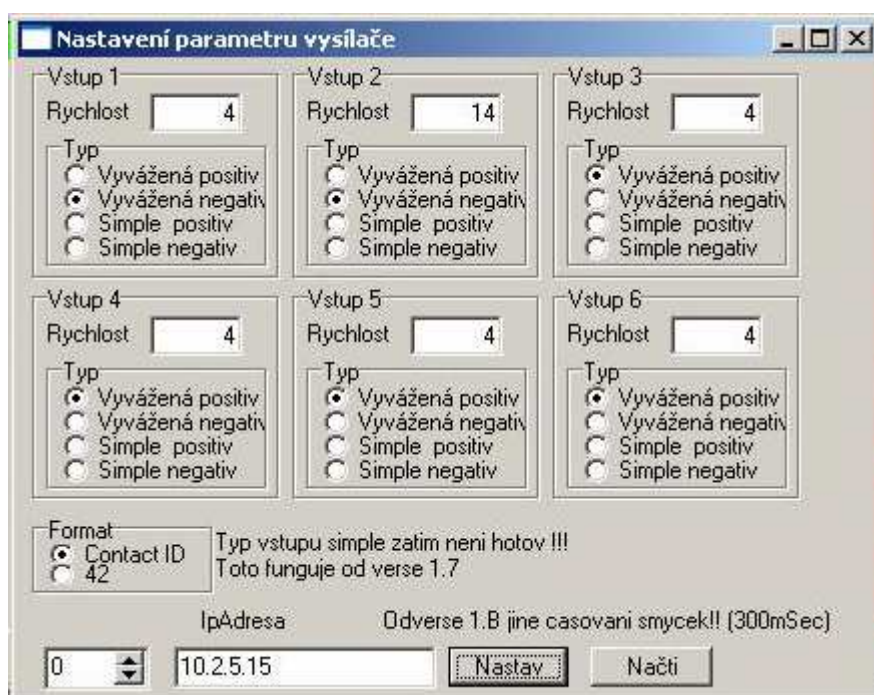 Nastavení parametru vysílače
Vstup 1
Rychlost 4
Typ
Vyvážená positiv
Vyvážená negativ
Simple positiv
Simple negativ
Vstup 2
Rychlost 14
Typ
Vyvážená positiv
Vyvážená negativ
Simple positiv
Simple negativ
Vstup 3
Rychlost 4
Typ
Vyvážená positiv
Vyvážená negativ
Simple positiv
Simple negativ
Vstup 4
Rychlost 4
Typ
Vyvážená positiv
Vyvážená negativ
Simple positiv
Simple negativ
Vstup 5
Rychlost 4
Typ
Vyvážená positiv
Vyvážená negativ
Simple positiv
Simple negativ
Vstup 6
Rychlost 4
Typ
Vyvážená positiv
Vyvážená negativ
Simple positiv
Simple negativ
Format
Contact ID
42
Typ vstupu simple zatim neni hotov !!!
Toto funguje od verse 1.7
IpAdresa
Odverse 1.B jine casovani smycek!! (300mSec)
0
10.2.5.15
Nastav
Načti